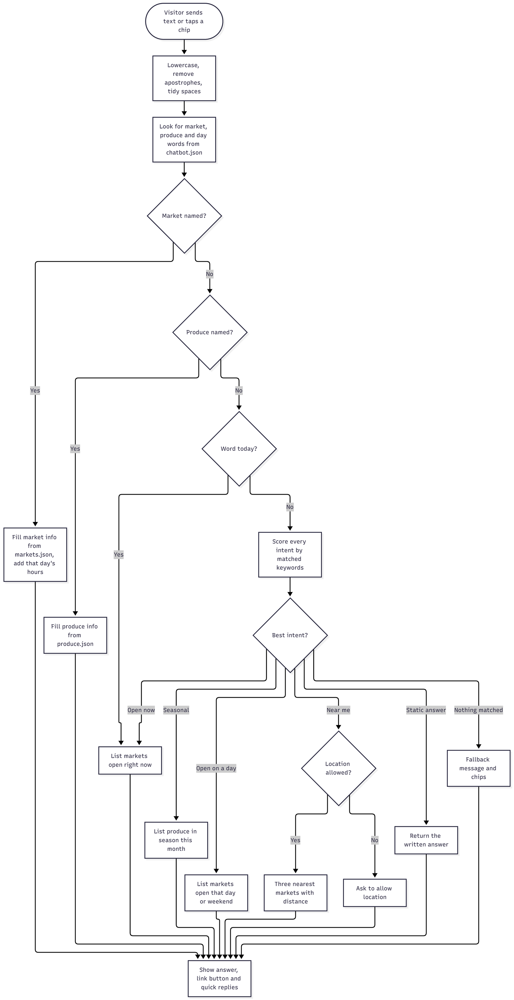 Visitor sends
text or taps a
chip
Lowercase,
remove
apostrophes,
tidy spaces
Look for market,
produce and day
words from
chatbot.json
Market named?
No
Produce named?
Yes
No
Yes
Word today?
No
Fill market info
from
markets.json,
add that day's
hours
Yes
Score every
intent by
matched
keywords
Fill produce info
from
produce.json
Best intent?
Open now
Seasonal
Near me
Static answer
Nothing matched
List markets
open right now
Open on a day
Location
allowed?
Fallback
message and
chips
List produce in
season this
month
Yes
No
Return the
written answer
List markets
open that day
or weekend
Three nearest
markets with
distance
Ask to allow
location
Show answer,
link button and
quick replies